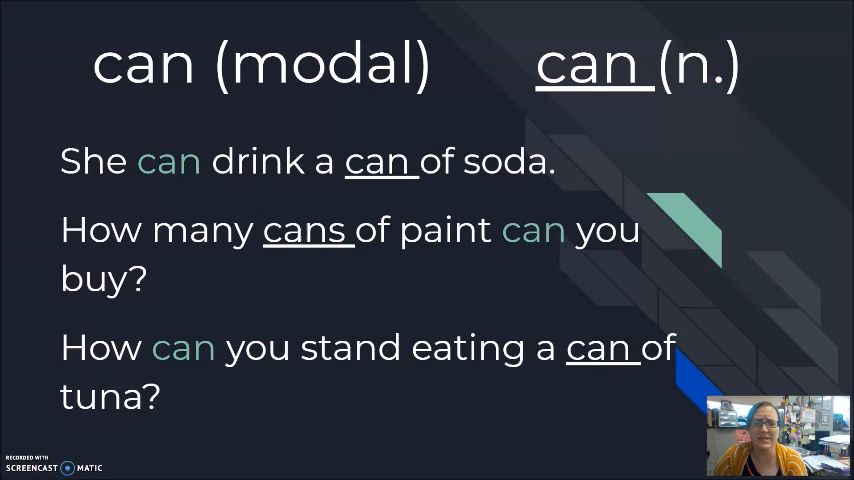 can (modal) can (n.)
She can drink a can of soda.
How many cans of paint can you
buy?
How can you stand eating a can of
tuna?
RECORDED WITH
SCREENCAST MATIC